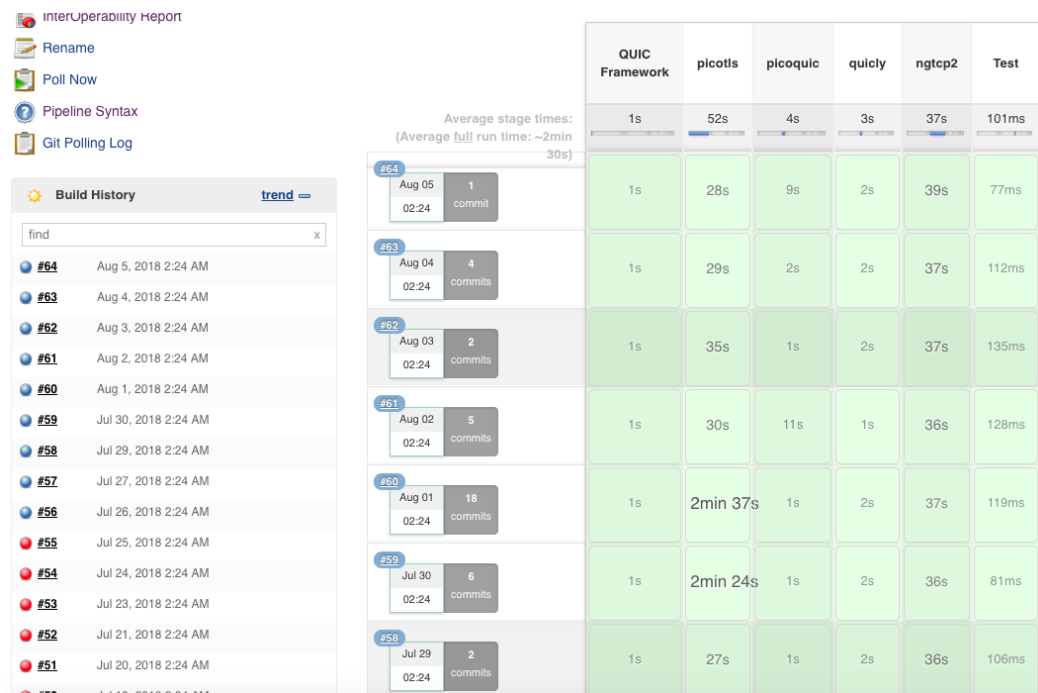 InterOperability Report
Rename
Poll Now
Pipeline Syntax
Git Polling Log
Build History
trend
find
x
#64 Aug 5, 2018 2:24 AM
#63 Aug 4, 2018 2:24 AM
#62 Aug 3, 2018 2:24 AM
#61 Aug 2, 2018 2:24 AM
#60 Aug 1, 2018 2:24 AM
#59 Jul 30, 2018 2:24 AM
#58 Jul 29, 2018 2:24 AM
#57 Jul 27, 2018 2:24 AM
#56 Jul 26, 2018 2:24 AM
#55 Jul 25, 2018 2:24 AM
#54 Jul 24, 2018 2:24 AM
#53 Jul 23, 2018 2:24 AM
#52 Jul 21, 2018 2:24 AM
#51 Jul 20, 2018 2:24 AM
QUIC
Framework
picotls
picoquic
quicly
ngtcp2
Test
Average stage times:
(Average full run time: ~2min
30s)
1s 52s 4s 3s 37s 101ms
#64
Aug 05
02:24
1
commit
1s 28s 9s 2s 39s 77ms
#63
Aug 04
02:24
4
commits
1s 29s 2s 2s 37s 112ms
#62
Aug 03
02:24
2
commits
1s 35s 1s 2s 37s 135ms
#61
Aug 02
02:24
5
commits
1s 30s 11s 1s 36s 128ms
#60
Aug 01
02:24
18
commits
1s 2min 37s 1s 2s 37s 119ms
#59
Jul 30
02:24
6
commits
1s 2min 24s 1s 2s 36s 81ms
#58
Jul 29
02:24
2
commits
1s 27s 1s 2s 36s 106ms